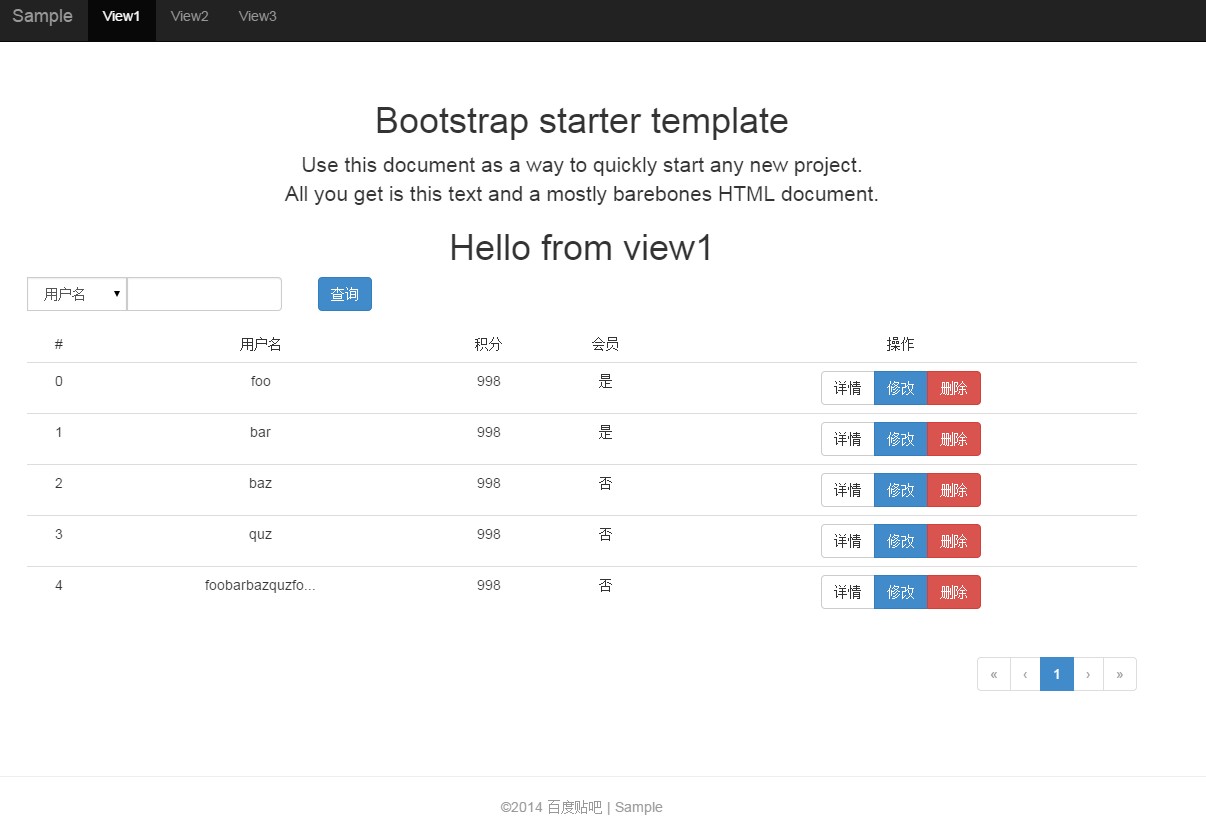 Sample View1 View2 View3
Bootstrap starter template
Use this document as a way to quickly start any new project.
All you get is this text and a mostly barebones HTML document.
Hello from view1
用户名 ▾ 查询
# 用户名 积分 会员 操作
0 foo 998 是 详情 修改 删除
1 bar 998 是 详情 修改 删除
2 baz 998 否 详情 修改 删除
3 quz 998 否 详情 修改 删除
4 foobarbazquzfo... 998 否 详情 修改 删除
« ‹ 1 › »
©2014 百度贴吧 | Sample